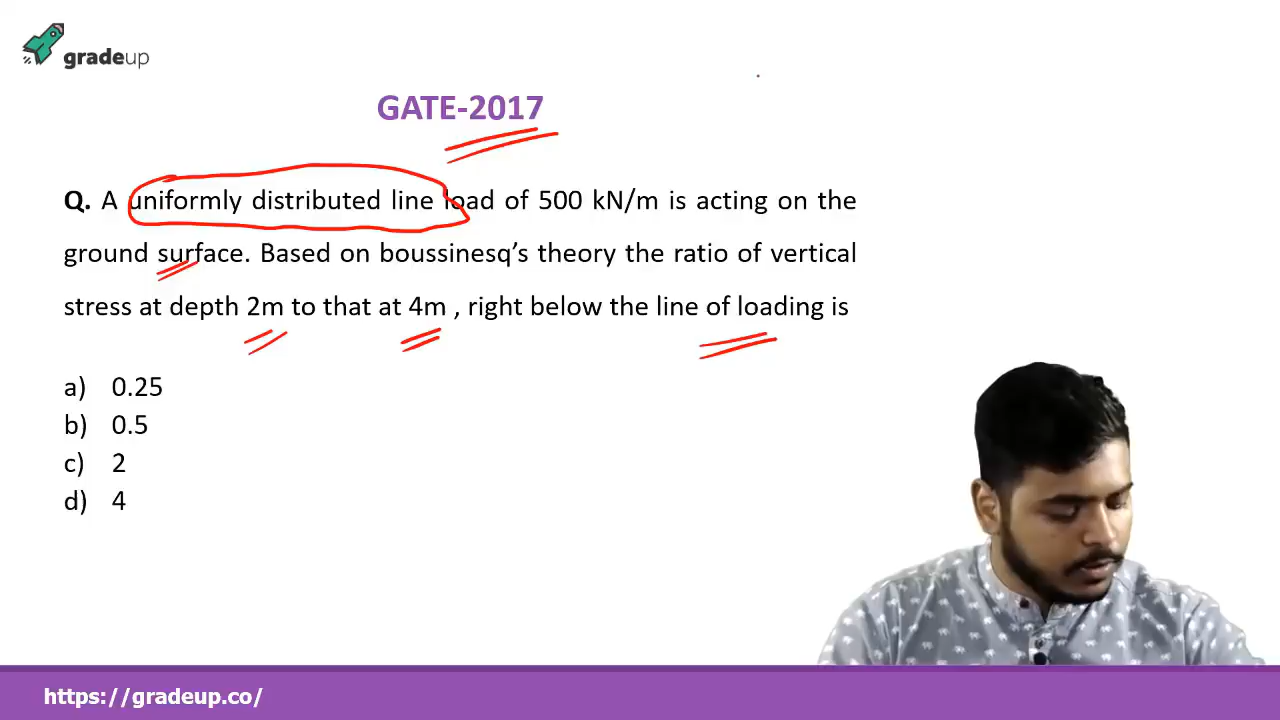 gradeup
GATE-2017
Q. A uniformly distributed line load of 500 kN/m is acting on the
ground surface. Based on boussinesq’s theory the ratio of vertical
stress at depth 2m to that at 4m , right below the line of loading is
a) 0.25
b) 0.5
c) 2
d) 4
https://gradeup.co/